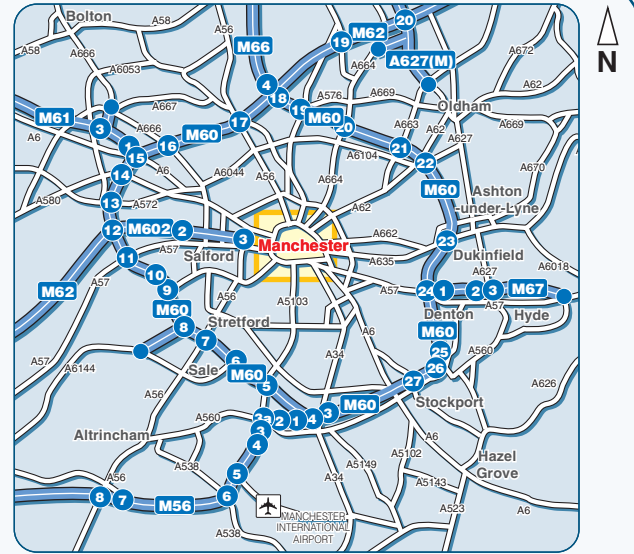 Bolton
A58
A56
20
M62
19
N
A58
A666
M66
A664
A627(M)
A672
A6053
4
18
A62
M61
A667
A576
A669
Oldham
19
M60
20
3
A666
M60
17
A663
A62
A669
A6
1
16
A627
15
A6104
21
22
14
A6
A6044
A56
A664
M60
A670
A580
13
A572
A62
Ashton
-under-Lyne
12
M602
2
3
Manchester
A662
23
A57
Salford
A635
Dukinfield
11
A6018
M62
A57
10
A627
9
A56
A5103
A57
24
1
2
3
M67
M60
A57
Denton
Hyde
8
Stretford
A6
M60
7
A34
25
A560
A57
A6144
6
26
Sale
M60
5
27
A626
A56
M60
Stockport
A560
3a
2
1
4
3
3
Altrincham
4
A6
A538
A5149
A5102
Hazel
Grove
5
A34
A5143
A56
8
7
M56
6
MANCHESTER
INTERNATIONAL
AIRPORT
A523
A6
A538